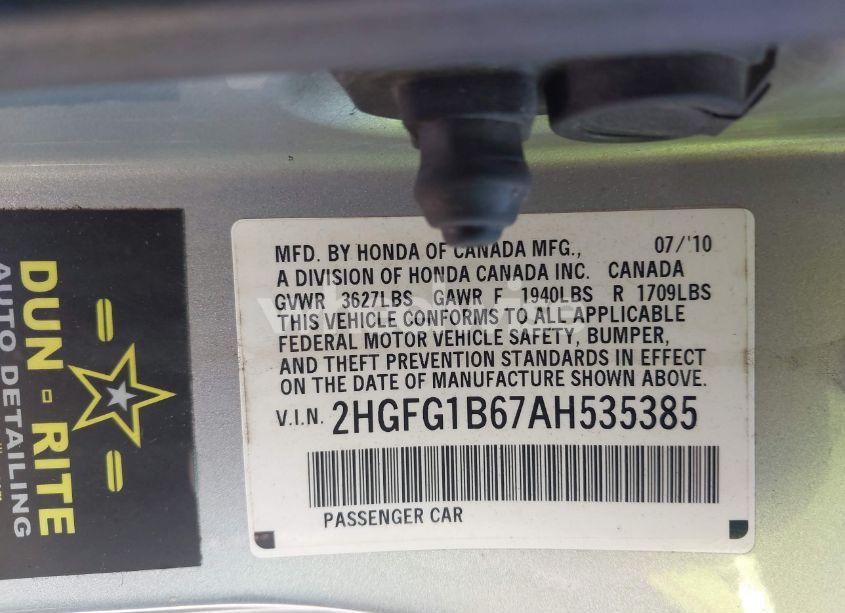 MFD. BY HONDA OF CANADA MFG., 07/'10
A DIVISION OF HONDA CANADA INC. CANADA
GVWR 3627LBS GAWR F 1940LBS R 1709LBS
THIS VEHICLE CONFORMS TO ALL APPLICABLE
FEDERAL MOTOR VEHICLE SAFETY, BUMPER,
AND THEFT PREVENTION STANDARDS IN EFFECT
ON THE DATE OF MANUFACTURE SHOWN ABOVE.
V.I.N. 2HGFG1B67AH535385
PASSENGER CAR
DUN - RITE
AUTO DETAILING